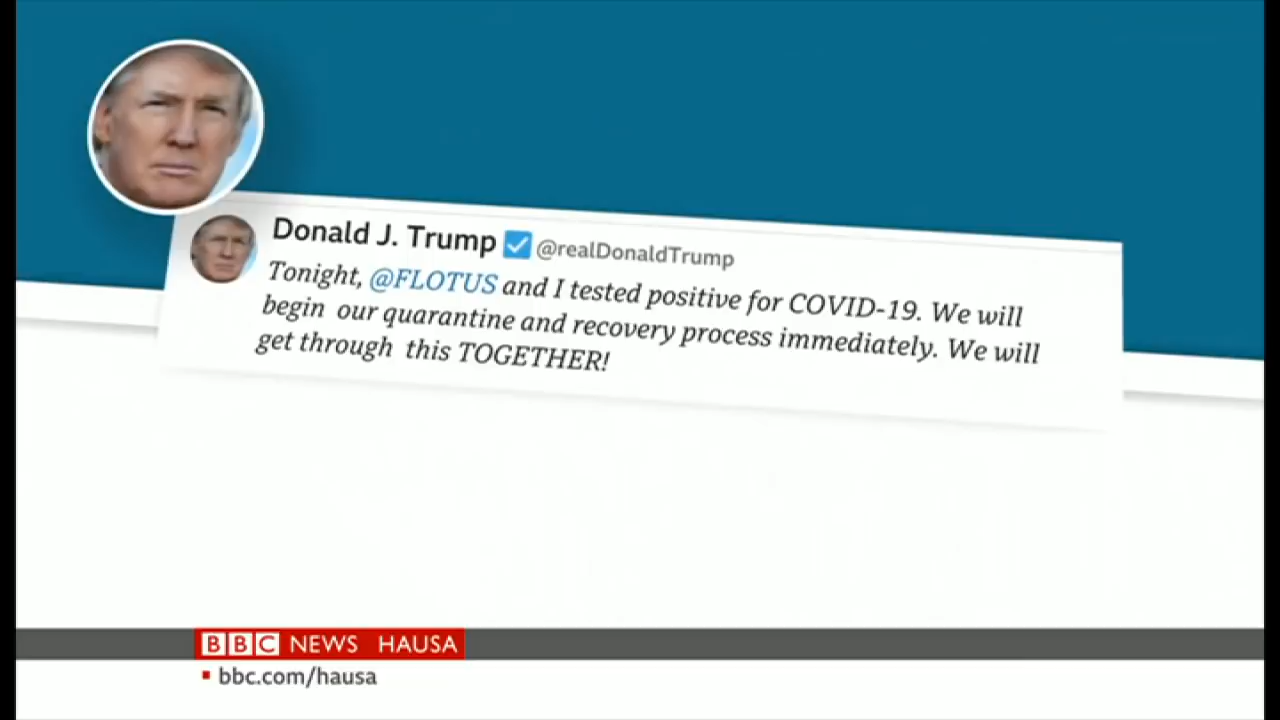 Donald J. Trump @realDonaldTrump
Tonight, @FLOTUS and I tested positive for COVID-19. We will
begin our quarantine and recovery process immediately. We will
get through this TOGETHER!
BBC NEWS HAUSA
bbc.com/hausa